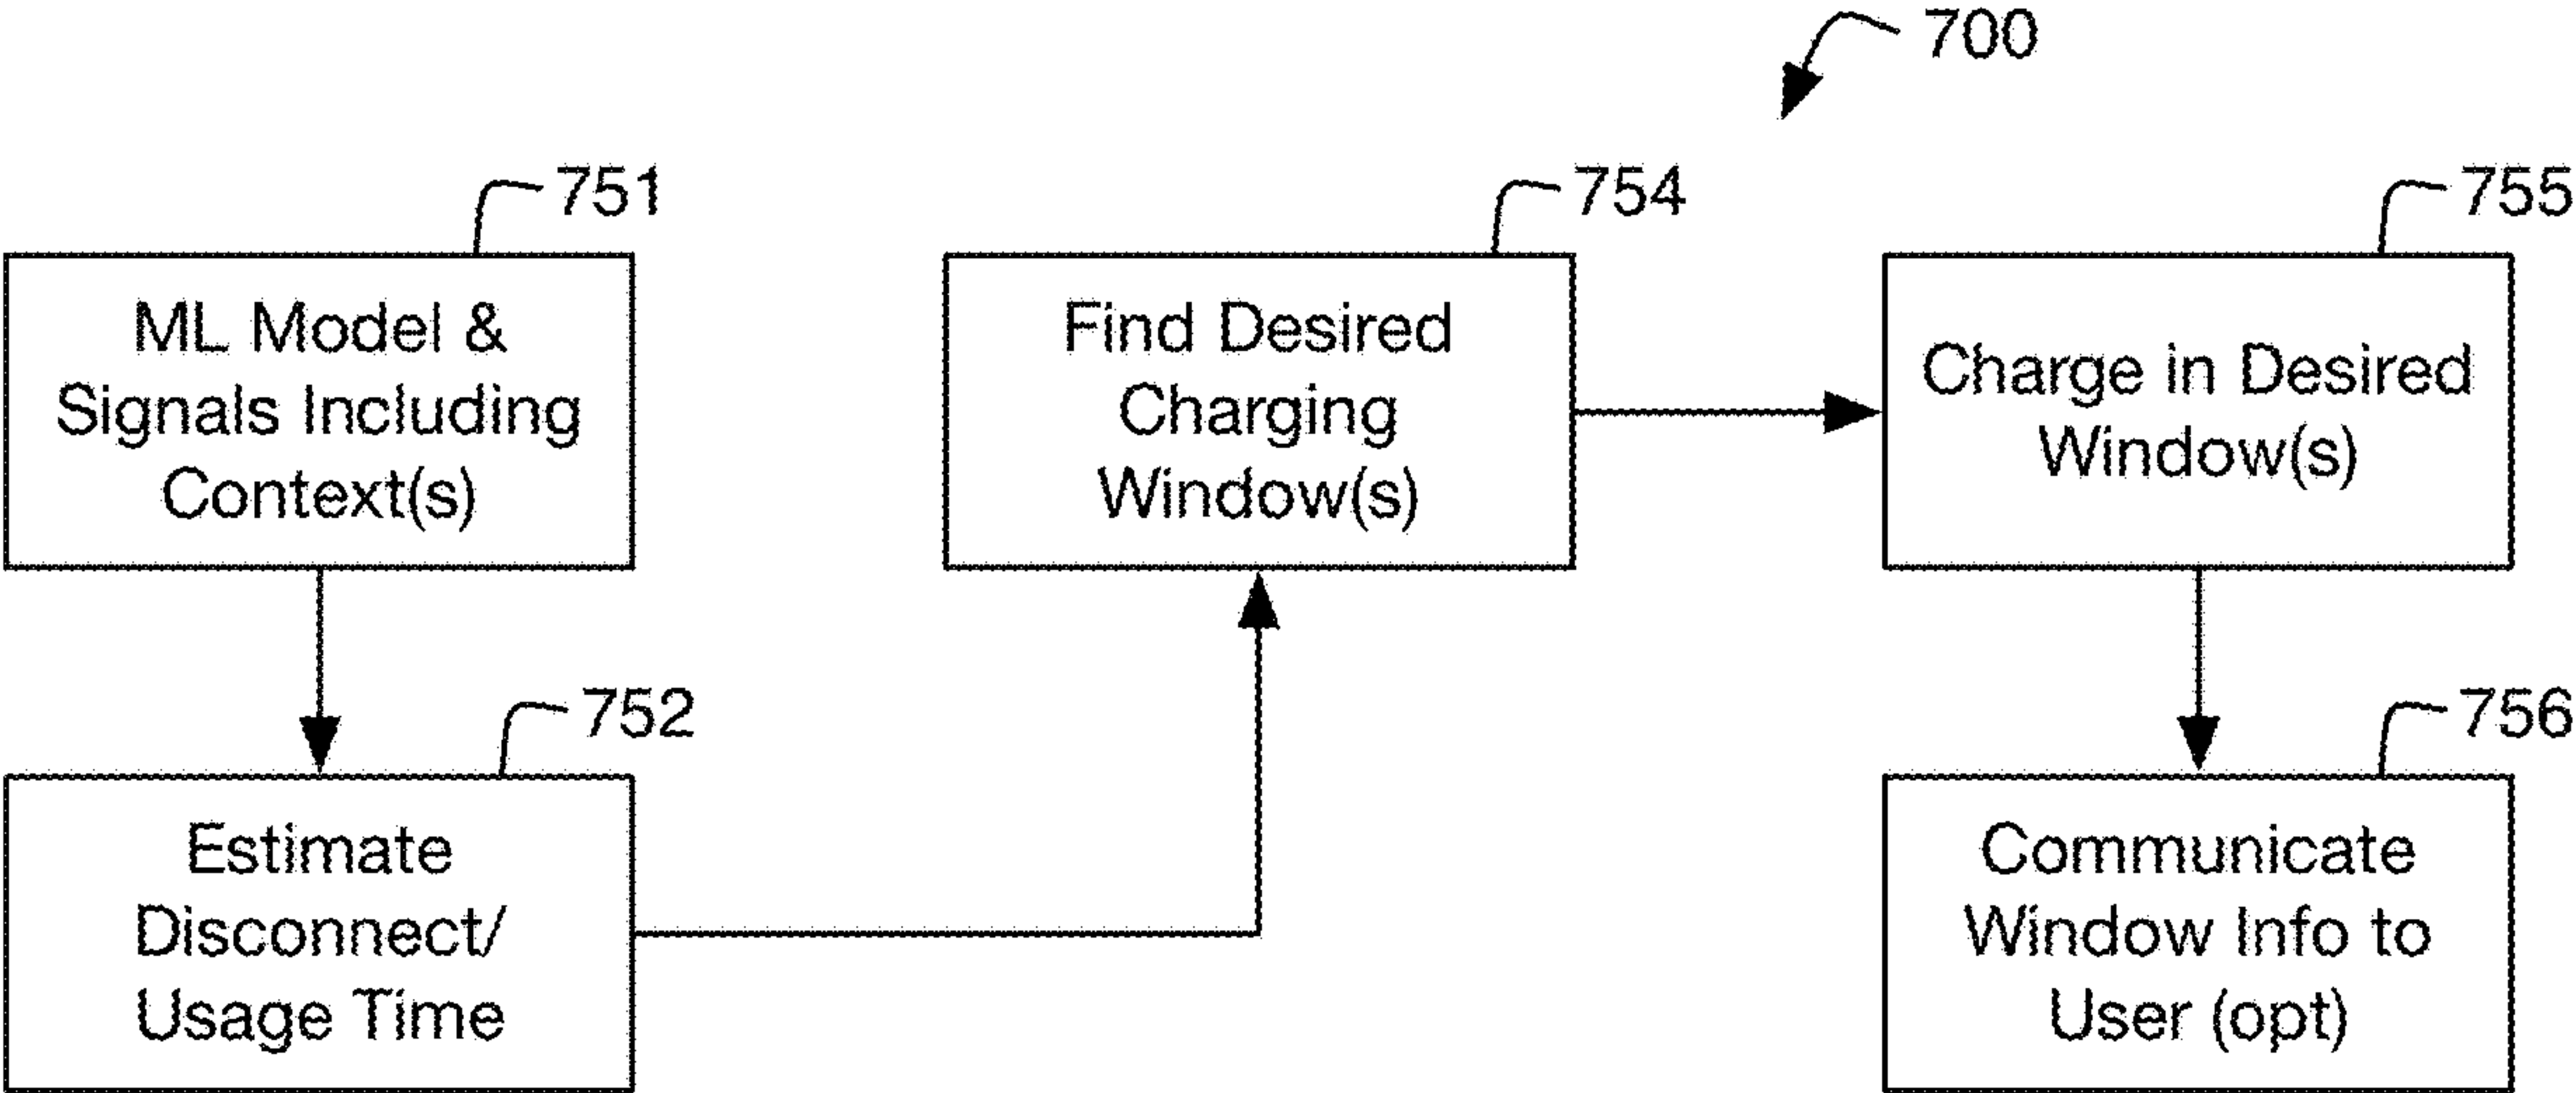 700
751
ML Model &
Signals Including
Context(s)
752
Estimate
Disconnect/
Usage Time
754
Find Desired
Charging
Window(s)
755
Charge in Desired
Window(s)
756
Communicate
Window Info to
User (opt)